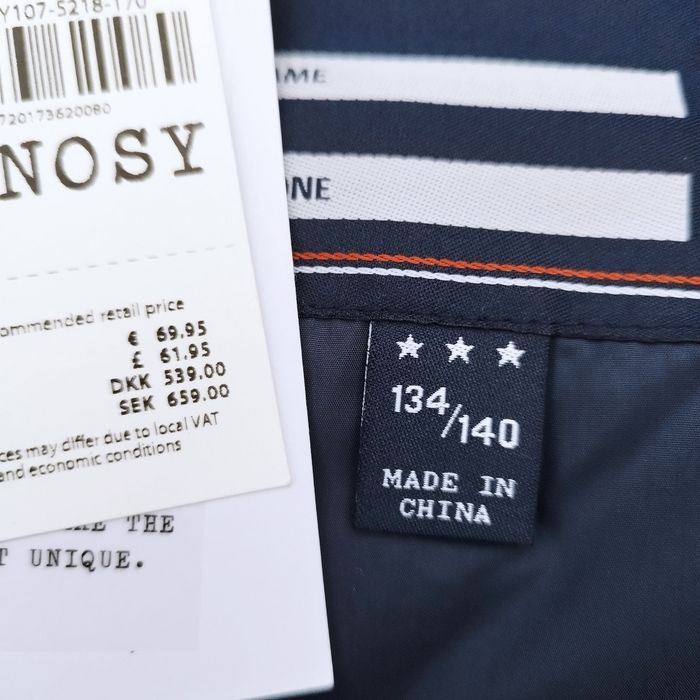 Y107-5218-170
720173620080
NOSY
ommended retail price
€ 69.95
£ 61.95
DKK 539.00
SEK 659.00
ces may differ due to local VAT
and economic conditions
THE
T UNIQUE.
AME
ONE
134/140
MADE IN
CHINA